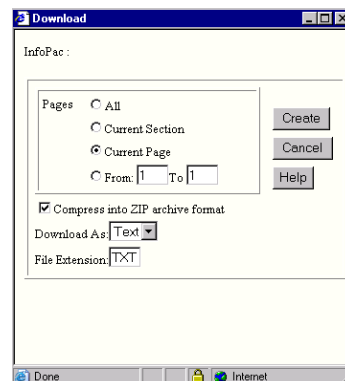 Download
InfoPac :
Pages All
Current Section
Current Page
From: 1 To 1
Create
Cancel
Help
Compress into ZIP archive format
Download As: Text
File Extension: TXT
Done Internet